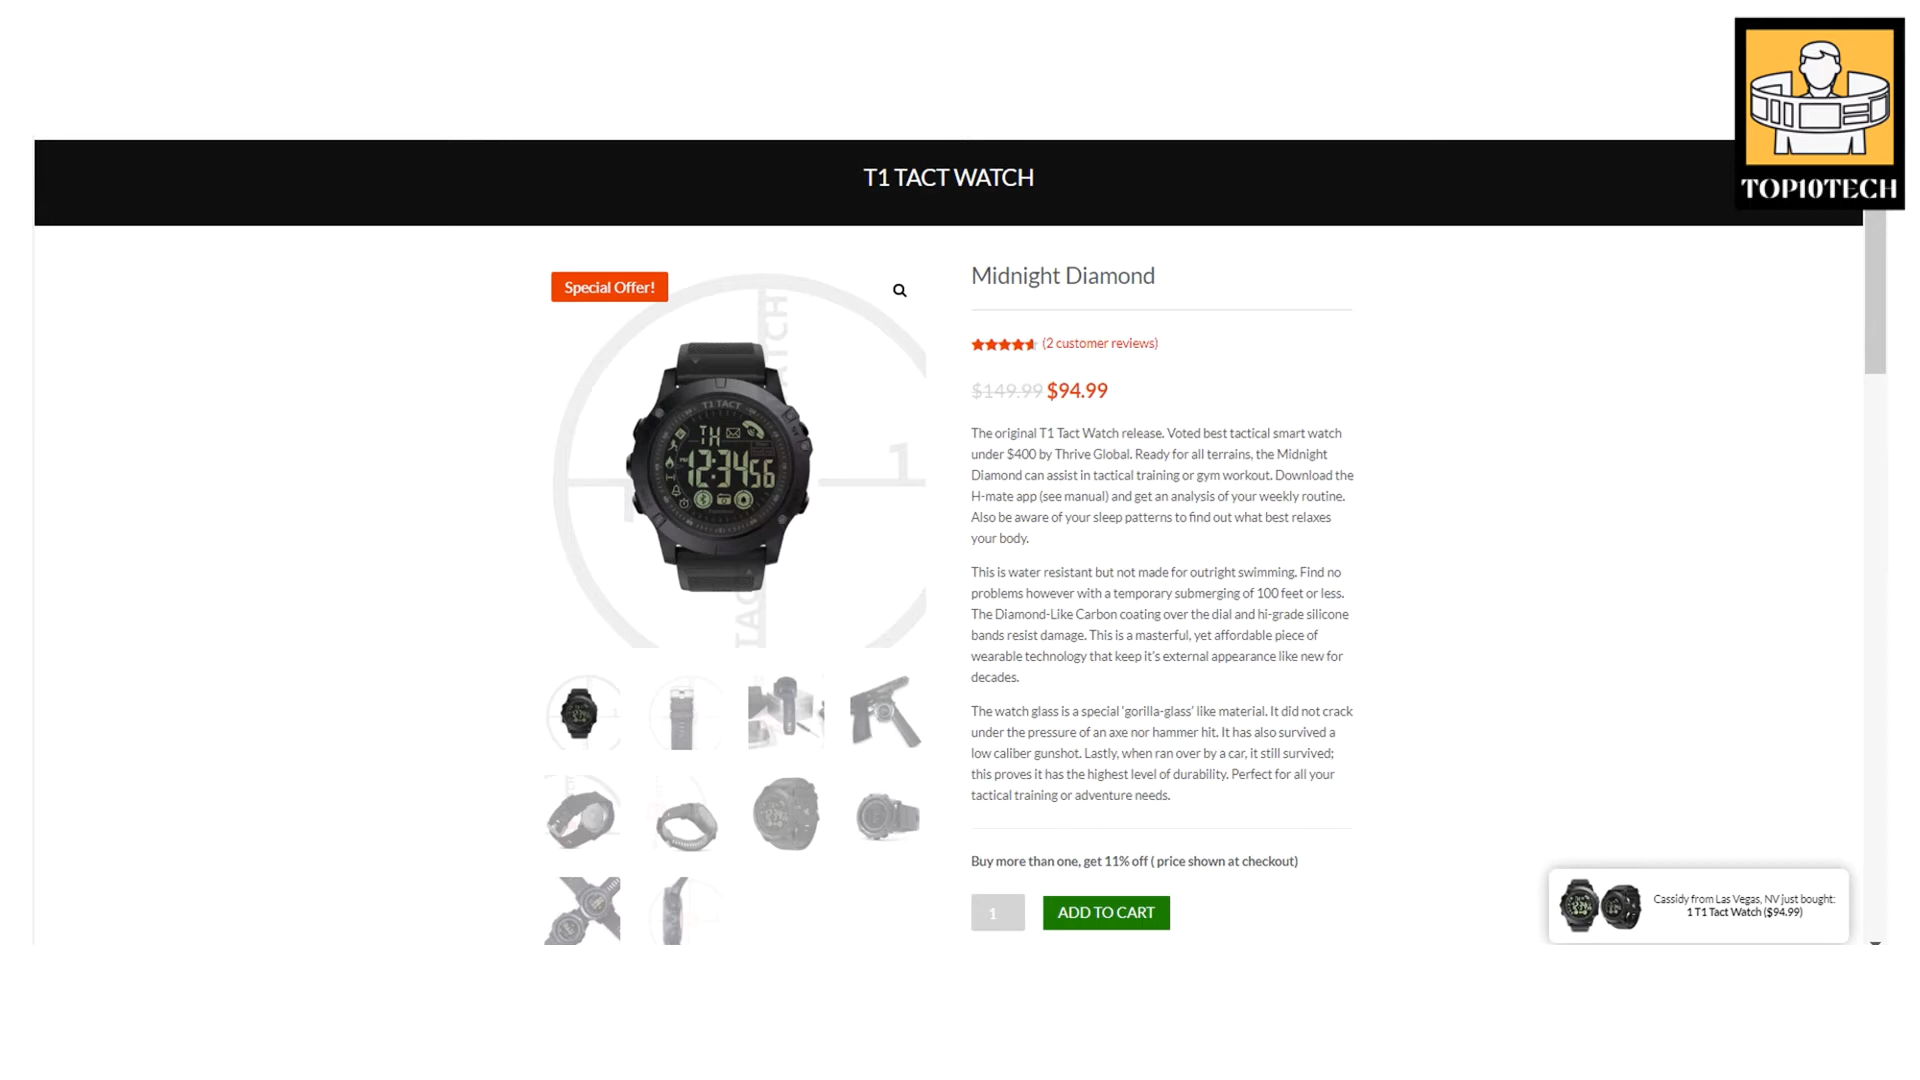 TOP10TECH
T1 TACT WATCH
Special Offer!
T1 TACT
TH
12:34 56
Midnight Diamond
(2 customer reviews)
$149.99 $94.99
The original T1 Tact Watch release. Voted best tactical smart watch
under $400 by Thrive Global. Ready for all terrains, the Midnight
Diamond can assist in tactical training or gym workout. Download the
H-mate app (see manual) and get an analysis of your weekly routine.
Also be aware of your sleep patterns to find out what best relaxes
your body.
This is water resistant but not made for outright swimming. Find no
problems however with a temporary submerging of 100 feet or less.
The Diamond-Like Carbon coating over the dial and hi-grade silicone
bands resist damage. This is a masterful, yet affordable piece of
wearable technology that keep it's external appearance like new for
decades.
The watch glass is a special 'gorilla-glass' like material. It did not crack
under the pressure of an axe nor hammer hit. It has also survived a
low caliber gunshot. Lastly, when ran over by a car, it still survived;
this proves it has the highest level of durability. Perfect for all your
tactical training or adventure needs.
Buy more than one, get 11% off ( price shown at checkout)
1
ADD TO CART
Cassidy from Las Vegas, NV just bought:
1 T1 Tact Watch ($94.99)